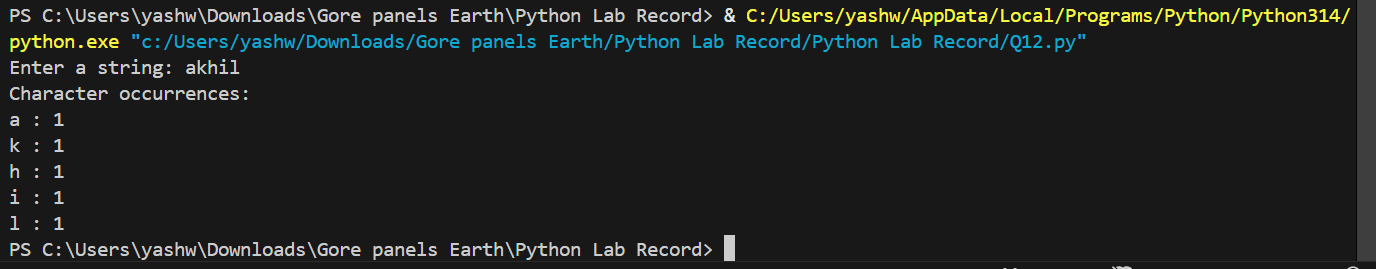 PS C:\Users\yashw\Downloads\Gore panels Earth\Python Lab Record> & C:/Users/yashw/AppData/Local/Programs/Python/Python314/
python.exe "c:/Users/yashw/Downloads/Gore panels Earth/Python Lab Record/Python Lab Record/Q12.py"
Enter a string: akhil
Character occurrences:
a : 1
k : 1
h : 1
i : 1
l : 1
PS C:\Users\yashw\Downloads\Gore panels Earth\Python Lab Record>